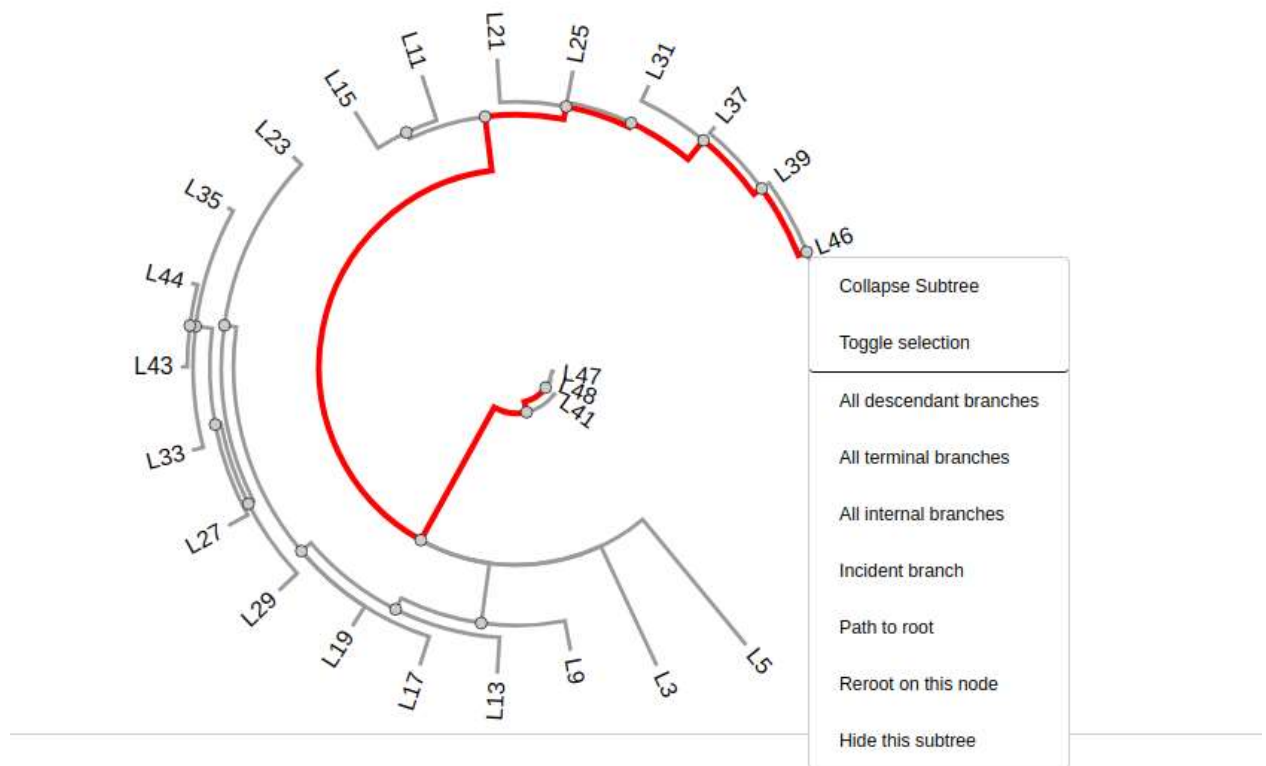 L21
L25
L11
L31
L15
L37
L23
L39
L35
L46
L44
L43
L47
L48
L41
L33
L27
L29
L19
L17
L13
L9
L3
L5
Collapse Subtree
Toggle selection
All descendant branches
All terminal branches
All internal branches
Incident branch
Path to root
Reroot on this node
Hide this subtree